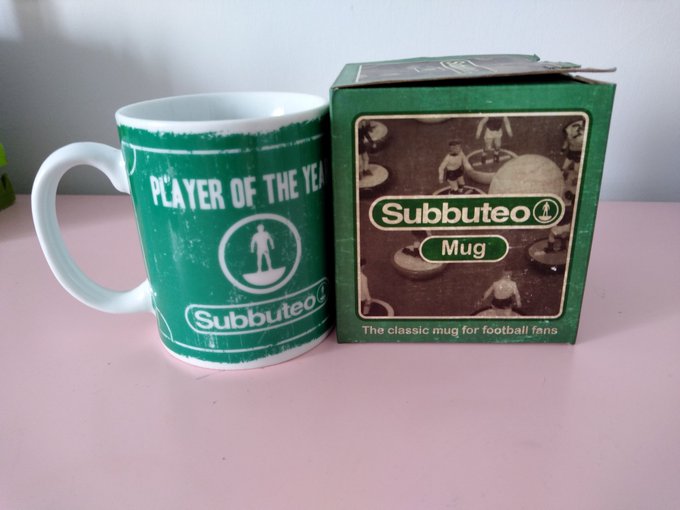 PLAYER OF THE YEA
Subbuteo
Subbuteo
Mug
The classic mug for football fans